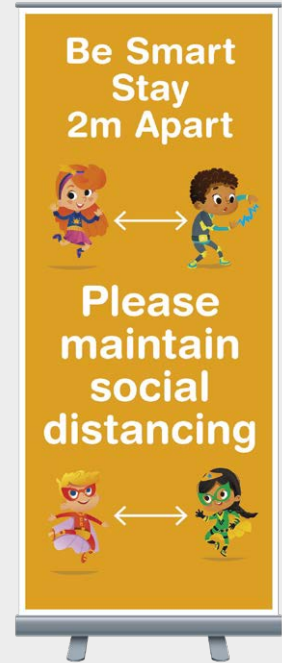 Be Smart
Stay
2m Apart
Please
maintain
social
distancing